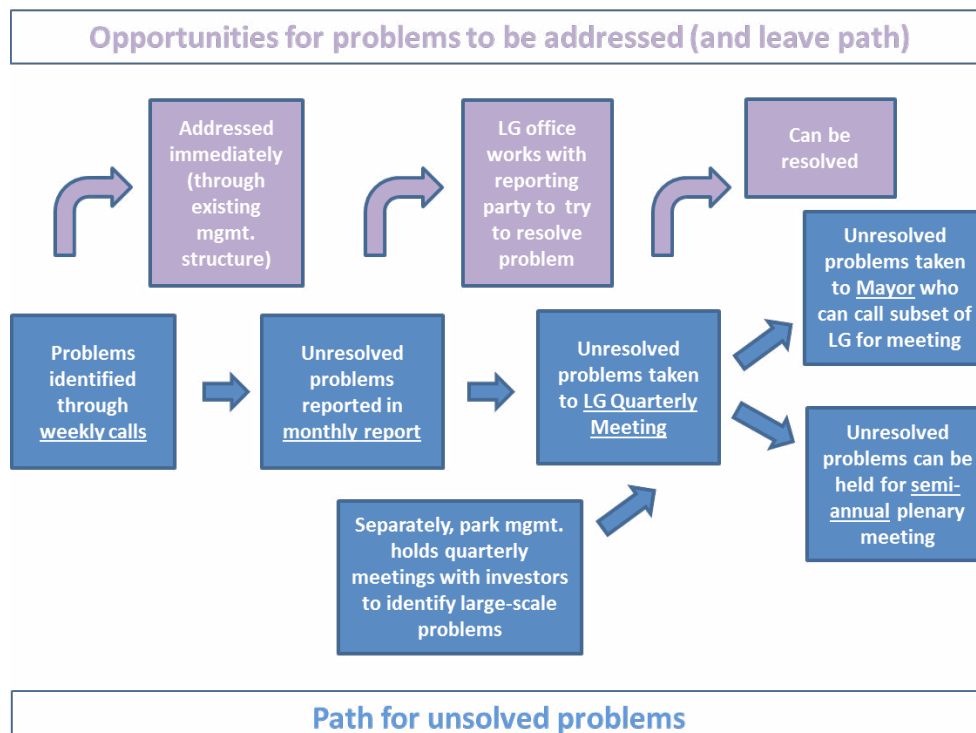 Opportunities for problems to be addressed (and leave path)
Addressed
immediately
(through
existing
mgmt.
structure)
LG office
works with
reporting
party to try
to resolve
problem
Can be
resolved
Problems
identified
through
weekly calls
Unresolved
problems
reported in
monthly report
Unresolved
problems taken
to LG Quarterly
Meeting
Unresolved
problems taken
to Mayor who
can call subset of
LG for meeting
Unresolved
problems can be
held for semi-
annual plenary
meeting
Separately, park mgmt.
holds quarterly
meetings with investors
to identify large-scale
problems
Path for unsolved problems